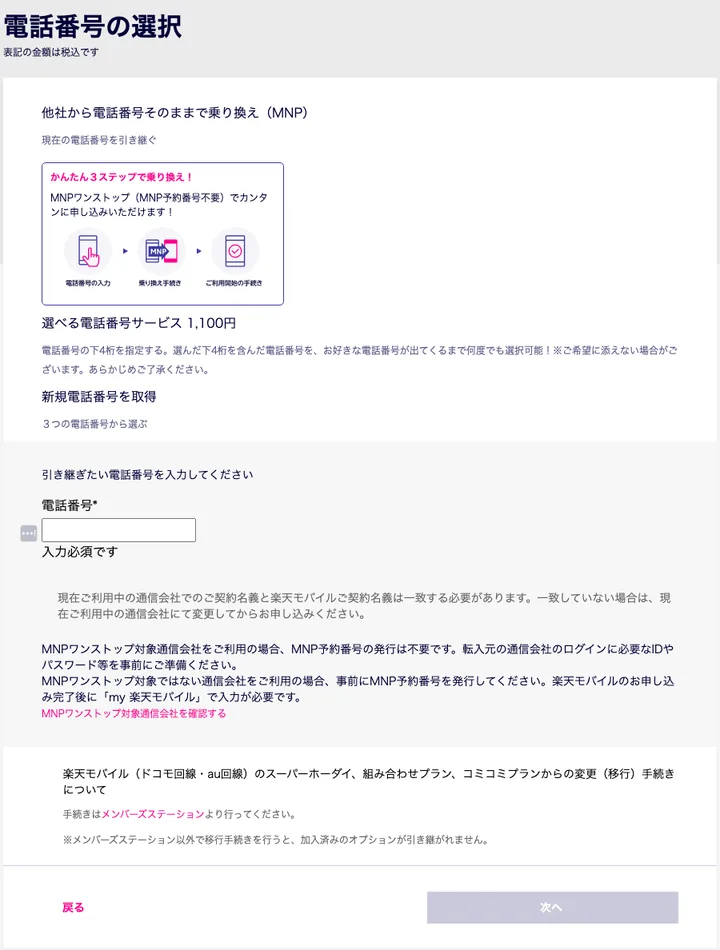 電話番号の選択
表記の金額は税込です
他社から電話番号そのままで乗り換え（MNP）
現在の電話番号を引き継ぐ
かんたん３ステップで乗り換え！
MNPワンストップ（MNP予約番号不要）でカンタ
ンに申し込みいただけます！
MNP
電話番号の入力
乗り換え手続き
ご利用開始の手続き
選べる電話番号サービス 1,100円
電話番号の下4桁を指定する。選んだ下4桁を含んだ電話番号を、お好きな電話番号が出てくるまで何度でも選択可能！※ご希望に添えない場合がご
ざいます。あらかじめご了承ください。
新規電話番号を取得
３つの電話番号から選ぶ
引き継ぎたい電話番号を入力してください
電話番号*
入力必須です
現在ご利用中の通信会社でのご契約名義と楽天モバイルご契約名義は一致する必要があります。一致していない場合は、現
在ご利用中の通信会社にて変更してからお申し込みください。
MNPワンストップ対象通信会社をご利用の場合、MNP予約番号の発行は不要です。転入元の通信会社のログインに必要なIDや
パスワード等を事前にご準備ください。
MNPワンストップ対象ではない通信会社をご利用の場合、事前にMNP予約番号を発行してください。楽天モバイルのお申し込
み完了後に「my 楽天モバイル」で入力が必要です。
MNPワンストップ対象通信会社を確認する
楽天モバイル（ドコモ回線・au回線）のスーパーホーダイ、組み合わせプラン、コミコミプランからの変更（移行）手続き
について
手続きはメンバーズステーションより行ってください。
※メンバーズステーション以外で移行手続きを行うと、加入済みのオプションが引き継がれません。
戻る
次へ